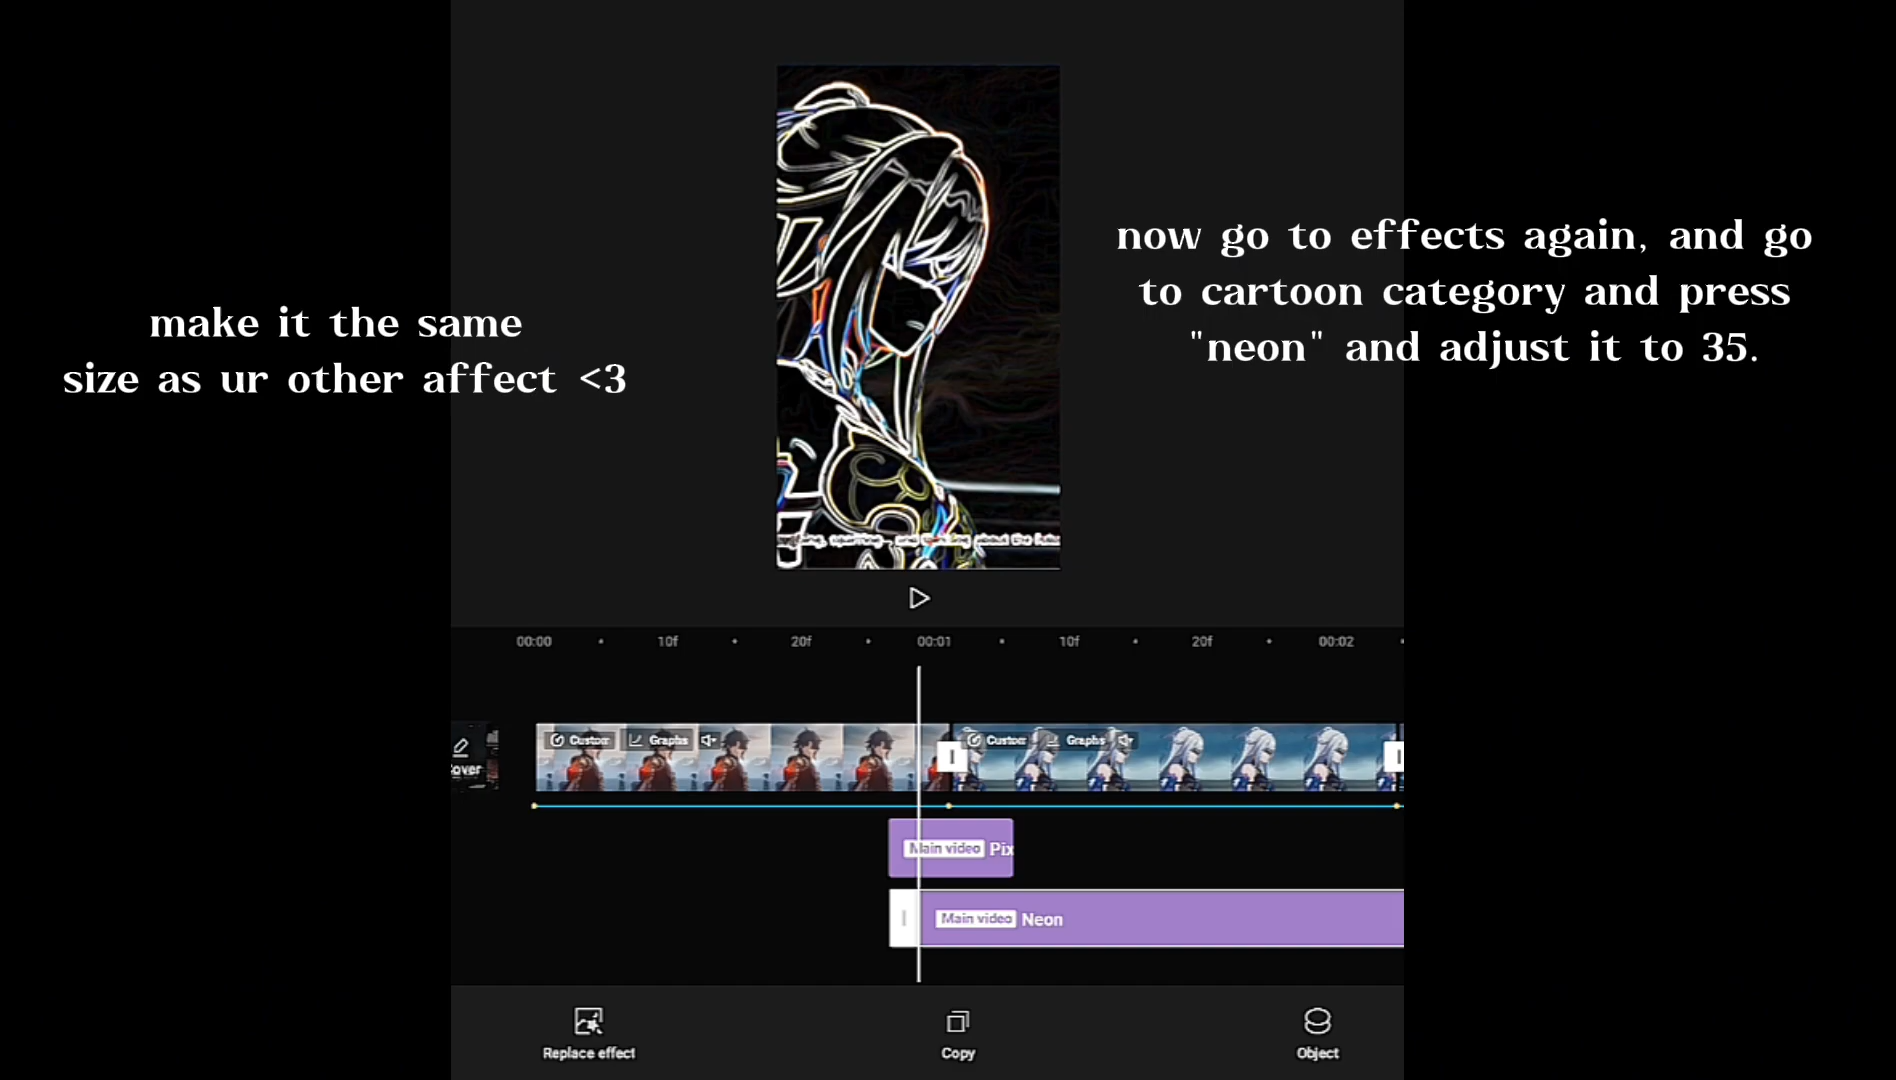 now go to effects again, and go
to cartoon category and press
"neon" and adjust it to 35.
make it the same
size as ur other affect <3
00:00 10f 20f 00:01 10f 20f 00:02
over
Custom Graphs Custom Graphs
Main video Pix
Main video Neon
Replace effect Copy Object